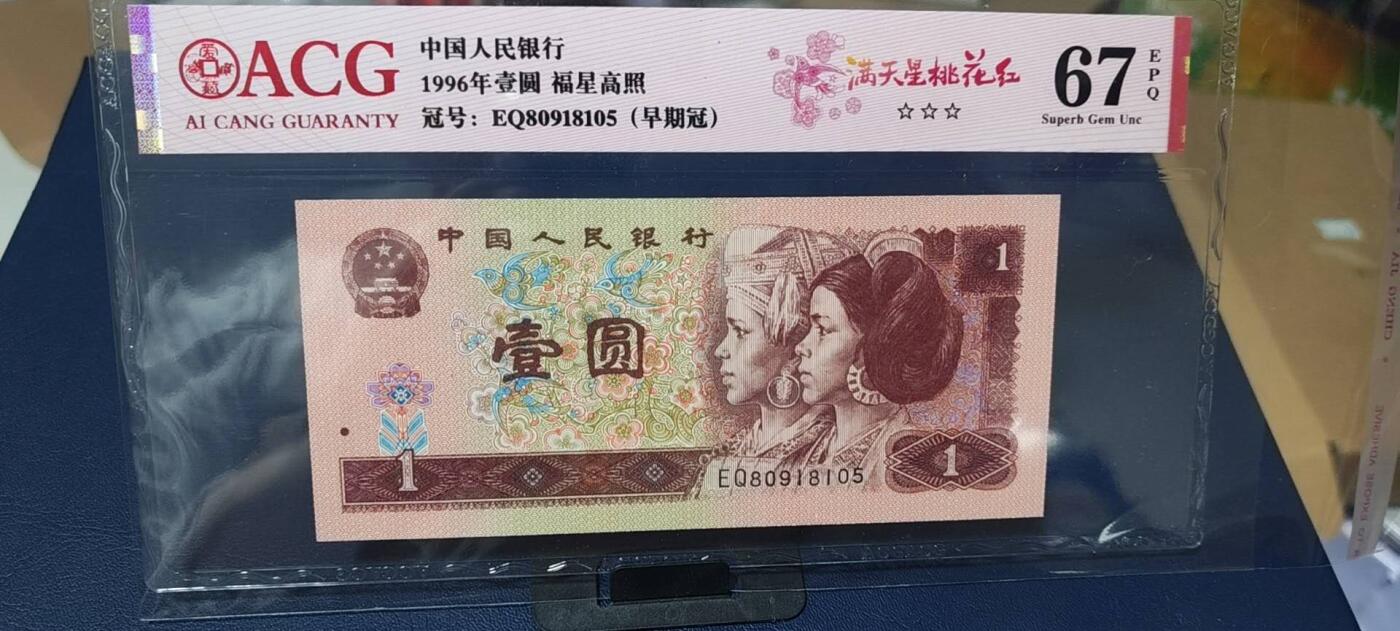 ACG
AI CANG GUARANTY
中国人民银行
1996年壹圆 福星高照
冠号：EQ80918105（早期冠）
满天星桃花红
☆☆☆
67
EPQ
Superb Gem Unc
中国人民银行
1
壹圆
1
EQ80918105
1